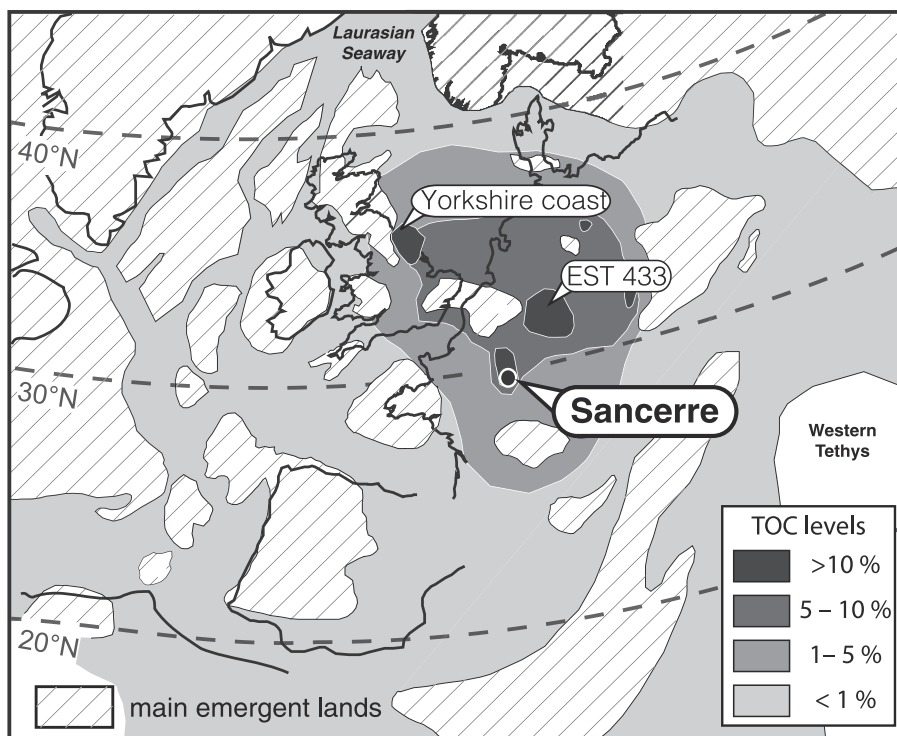 Laurasian
Seaway
40°N
Yorkshire coast
EST 433
30°N
Sancerre
Western
Tethys
TOC levels
>10 %
5 – 10 %
1– 5 %
< 1 %
20°N
main emergent lands